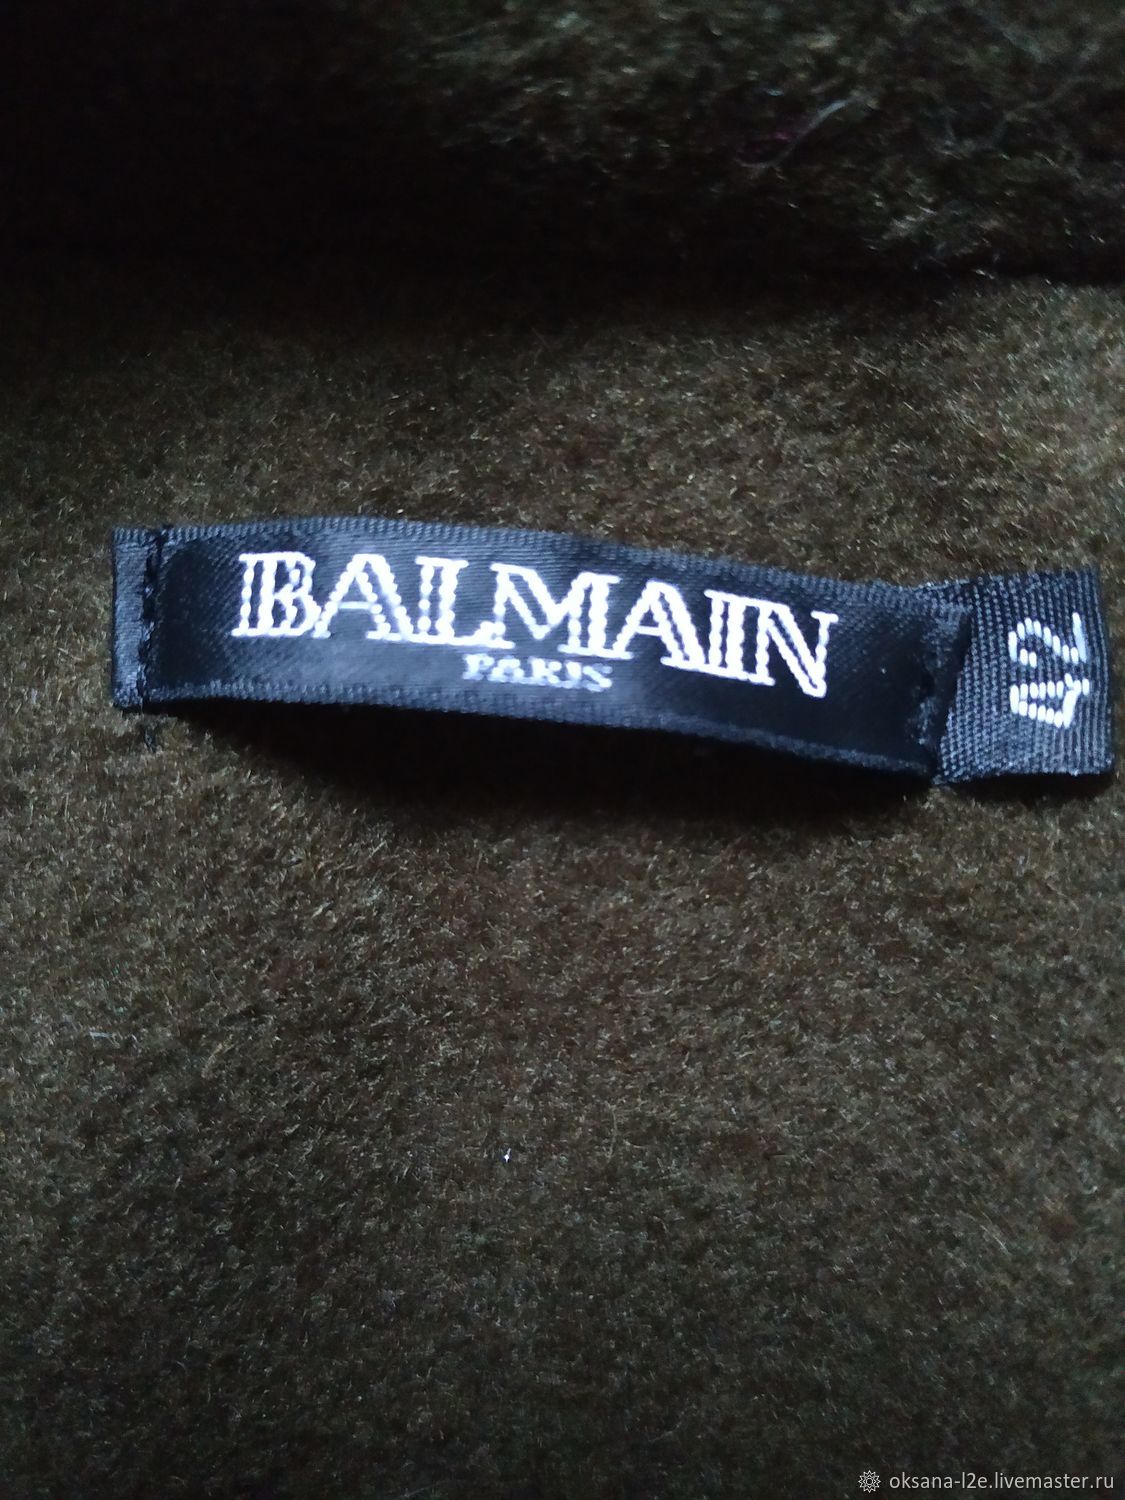 BALMAIN
PARIS
42
oksana-l2e.livemaster.ru